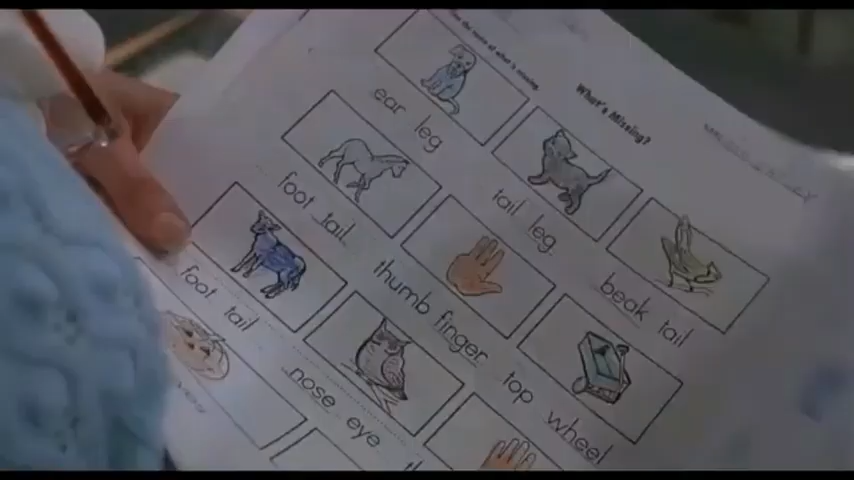 What's Missing?
ear leg
tail leg
beak tail
foot tail
thumb finger
top wheel
foot tail
nose eye